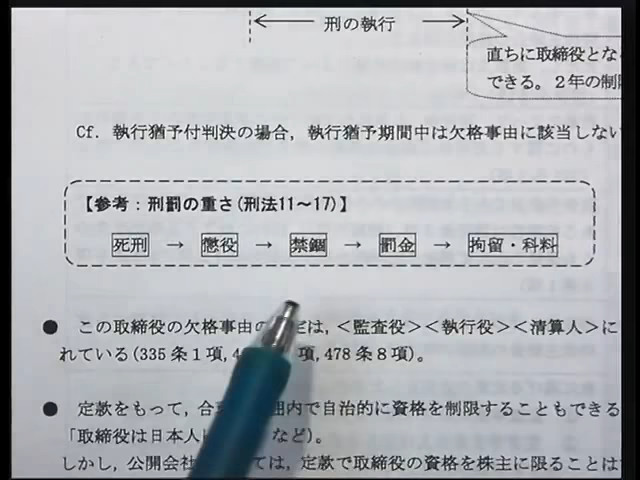 刑の執行
直ちに取締役とな
できる。2年の制
Cf. 執行猶予付判決の場合，執行猶予期間中は欠格事由に該当しない
【参考：刑罰の重さ(刑法11～17)】
死刑 → 懲役 → 禁錮 → 罰金 → 拘留・科料
● この取締役の欠格事由の 定は，＜監査役＞＜執行役＞＜清算人＞に
れている(335条1項, 4 項, 478条8項)。
● 定款をもって，合 囲内で自治的に資格を制限することもできる
「取締役は日本人 など)。
しかし，公開会社 ては，定款で取締役の資格を株主に限ることは